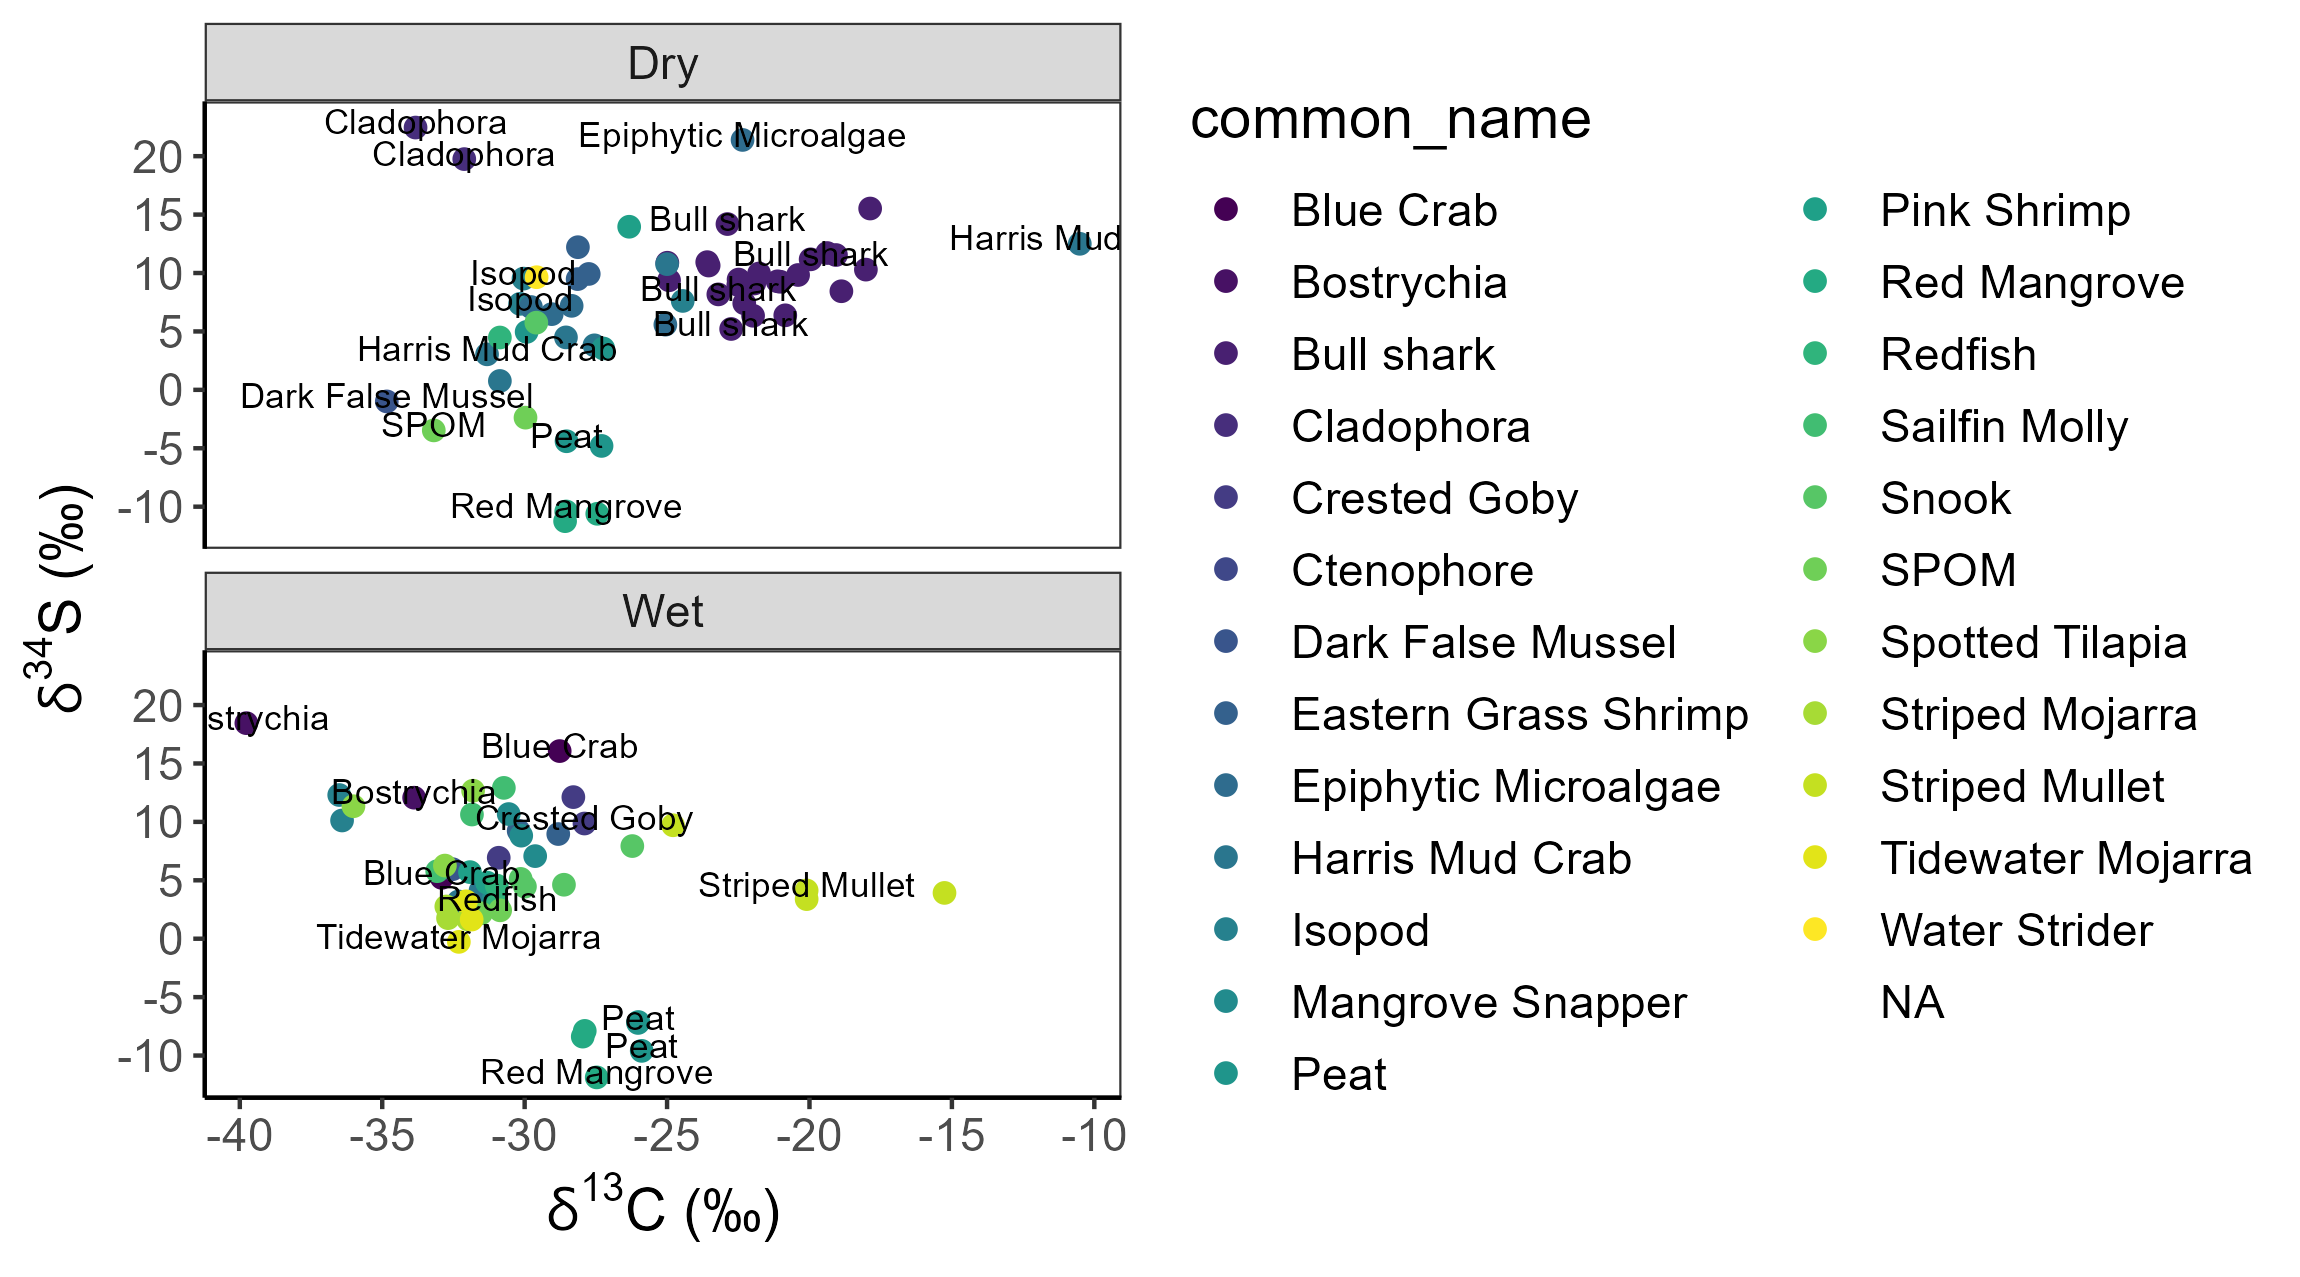 Dry
Cladophora
Epiphytic Microalgae
Cladophora
Bull shark
Harris Mud
Bull shark
Isopod
Bull shark
Isopod
Bull shark
Harris Mud Crab
Dark False Mussel
SPOM
Peat
Red Mangrove
20
15
10
5
0
-5
-10
Wet
strychia
Blue Crab
Bostrychia
Crested Goby
Blue Crab
Striped Mullet
Redfish
Tidewater Mojarra
Peat
Peat
Red Mangrove
20
15
10
5
0
-5
-10
-40 -35 -30 -25 -20 -15 -10
δ13C (‰)
δ34S (‰)
common_name
Blue Crab
Bostrychia
Bull shark
Cladophora
Crested Goby
Ctenophore
Dark False Mussel
Eastern Grass Shrimp
Epiphytic Microalgae
Harris Mud Crab
Isopod
Mangrove Snapper
Peat
Pink Shrimp
Red Mangrove
Redfish
Sailfin Molly
Snook
SPOM
Spotted Tilapia
Striped Mojarra
Striped Mullet
Tidewater Mojarra
Water Strider
NA